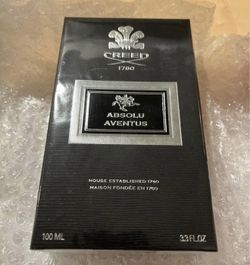 CREED
1760
ABSOLU
AVENTUS
HOUSE ESTABLISHED 1760
MAISON FONDÉE EN 1760
100 ML
3.3 FL.OZ